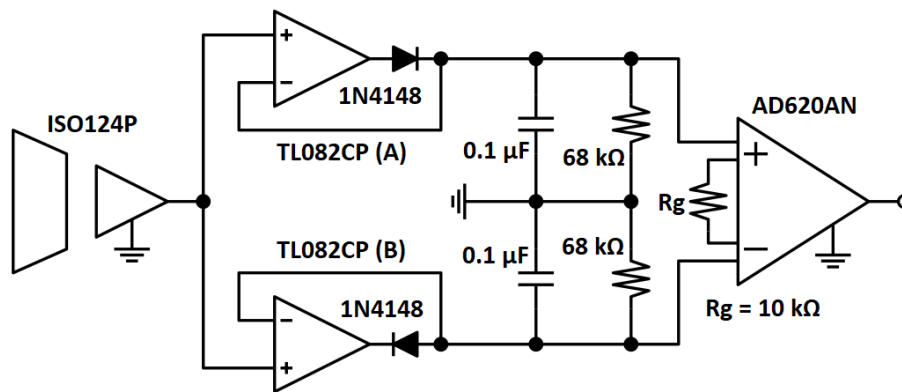 ISO124P
1N4148
TL082CP (A)
0.1 µF
68 kΩ
AD620AN
Rg
TL082CP (B)
1N4148
0.1 µF
68 kΩ
Rg = 10 kΩ